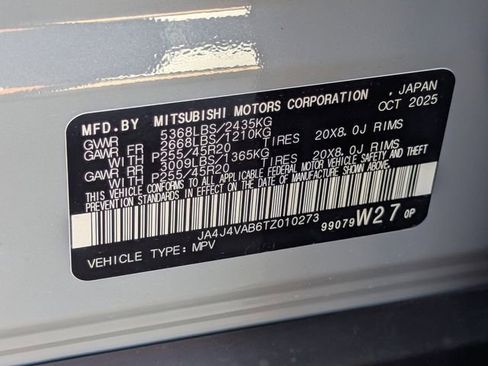 MFD.BY MITSUBISHI MOTORS CORPORATION . JAPAN
GVWR 5368LBS/2435KG OCT 2025
GAWR FR 2668LBS/1210KG
WITH P255/45R20 TIRES 20X8.0J RIMS
GAWR RR 3009LBS/1365KG
WITH P255/45R20 TIRES 20X8.0J RIMS
THIS VEHICLE CONFORMS TO ALL APPLICABLE FEDERAL MOTOR VEHICLE SAFETY AND THEFT
PREVENTION STANDARDS IN EFFECT ON THE DATE OF MANUFACTURE SHOWN ABOVE.
JA4J4VAB6TZ010273
VEHICLE TYPE: MPV 99079 W27 0P